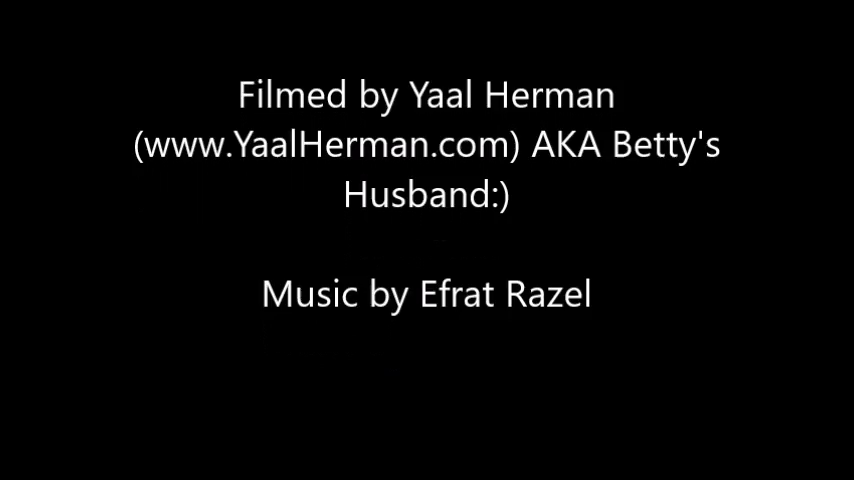 Filmed by Yaal Herman
(www.YaalHerman.com) AKA Betty's
Husband:)
Music by Efrat Razel